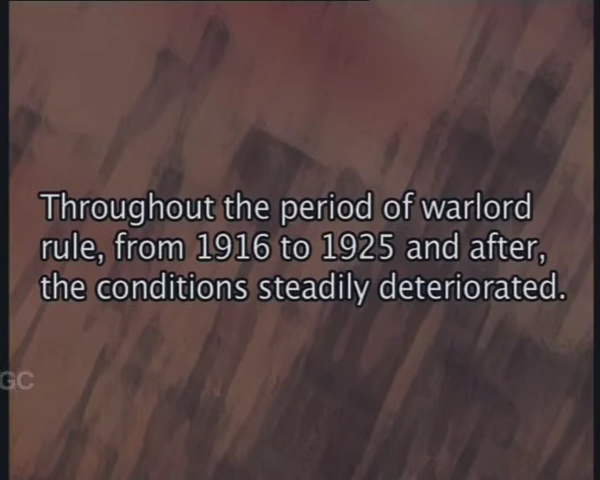 Throughout the period of warlord
rule, from 1916 to 1925 and after,
the conditions steadily deteriorated.
GC